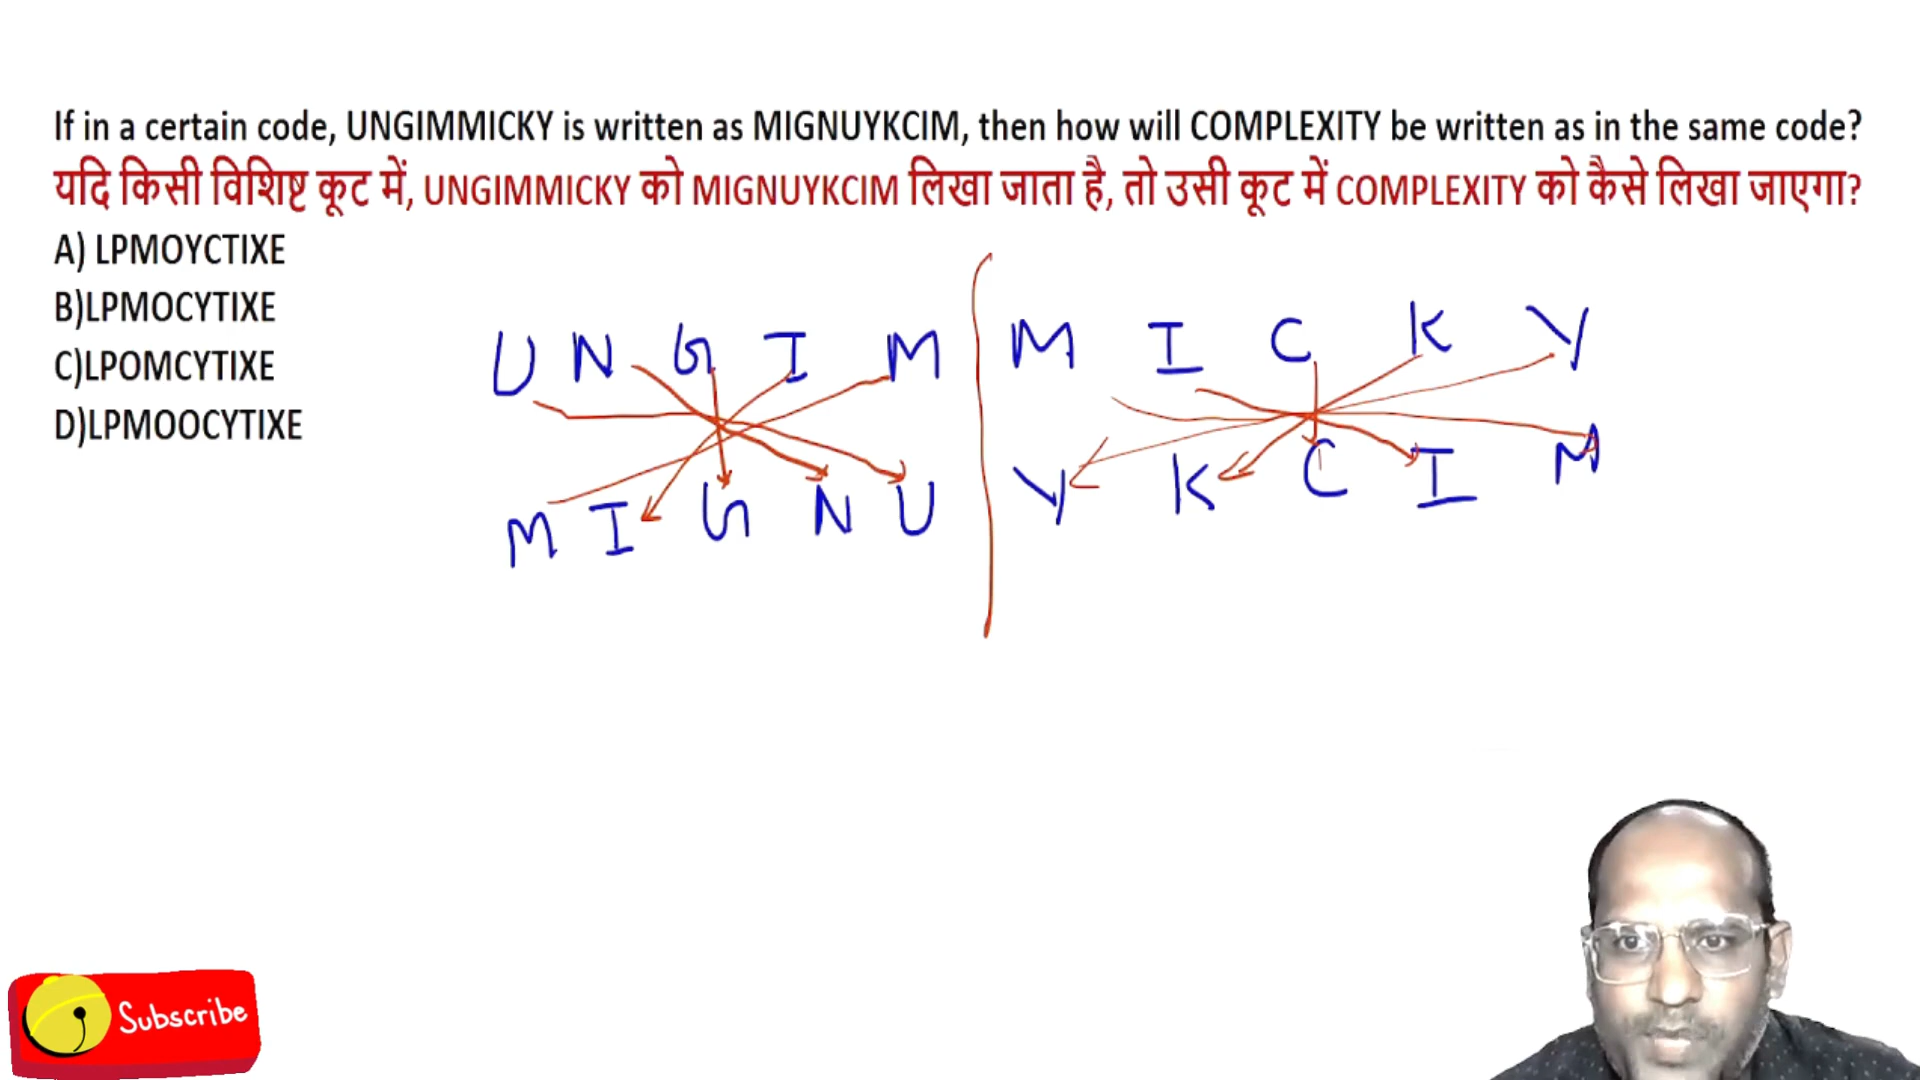 If in a certain code, UNGIMMICKY is written as MIGNUYKCIM, then how will COMPLEXITY be written as in the same code?
यदि किसी विशिष्ट कूट में, UNGIMMICKY को MIGNUYKCIM लिखा जाता है, तो उसी कूट में COMPLEXITY को कैसे लिखा जाएगा?
A) LPMOYCTIXE
B)LPMOCYTIXE
C)LPOMCYTIXE
D)LPMOOCYTIXE
U N G I M M I C K Y
M I G N U Y K C I M
Subscribe